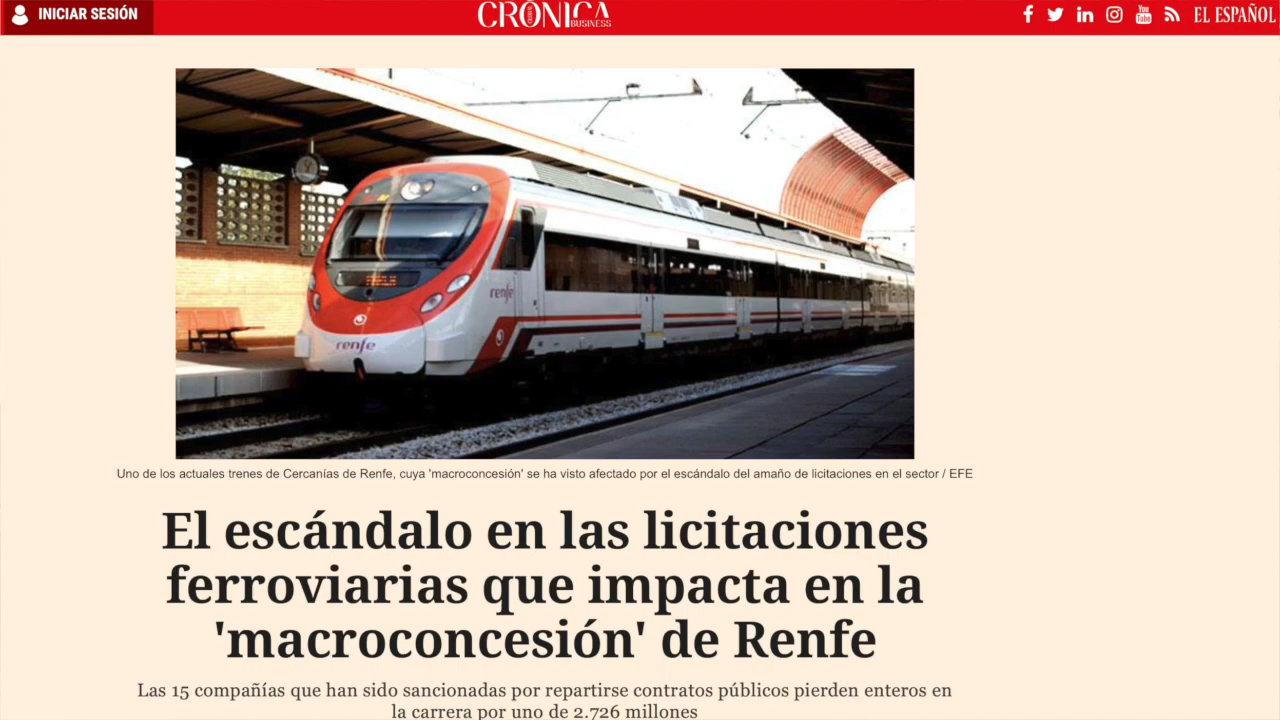 INICIAR SESIÓN
CRÓNICA
BUSINESS
You
Tube
EL ESPAÑOL
renfe
renfe
Uno de los actuales trenes de Cercanías de Renfe, cuya 'macroconcesión' se ha visto afectado por el escándalo del amaño de licitaciones en el sector / EFE
El escándalo en las licitaciones
ferroviarias que impacta en la
'macroconcesión' de Renfe
Las 15 compañías que han sido sancionadas por repartirse contratos públicos pierden enteros en
la carrera por uno de 2.726 millones